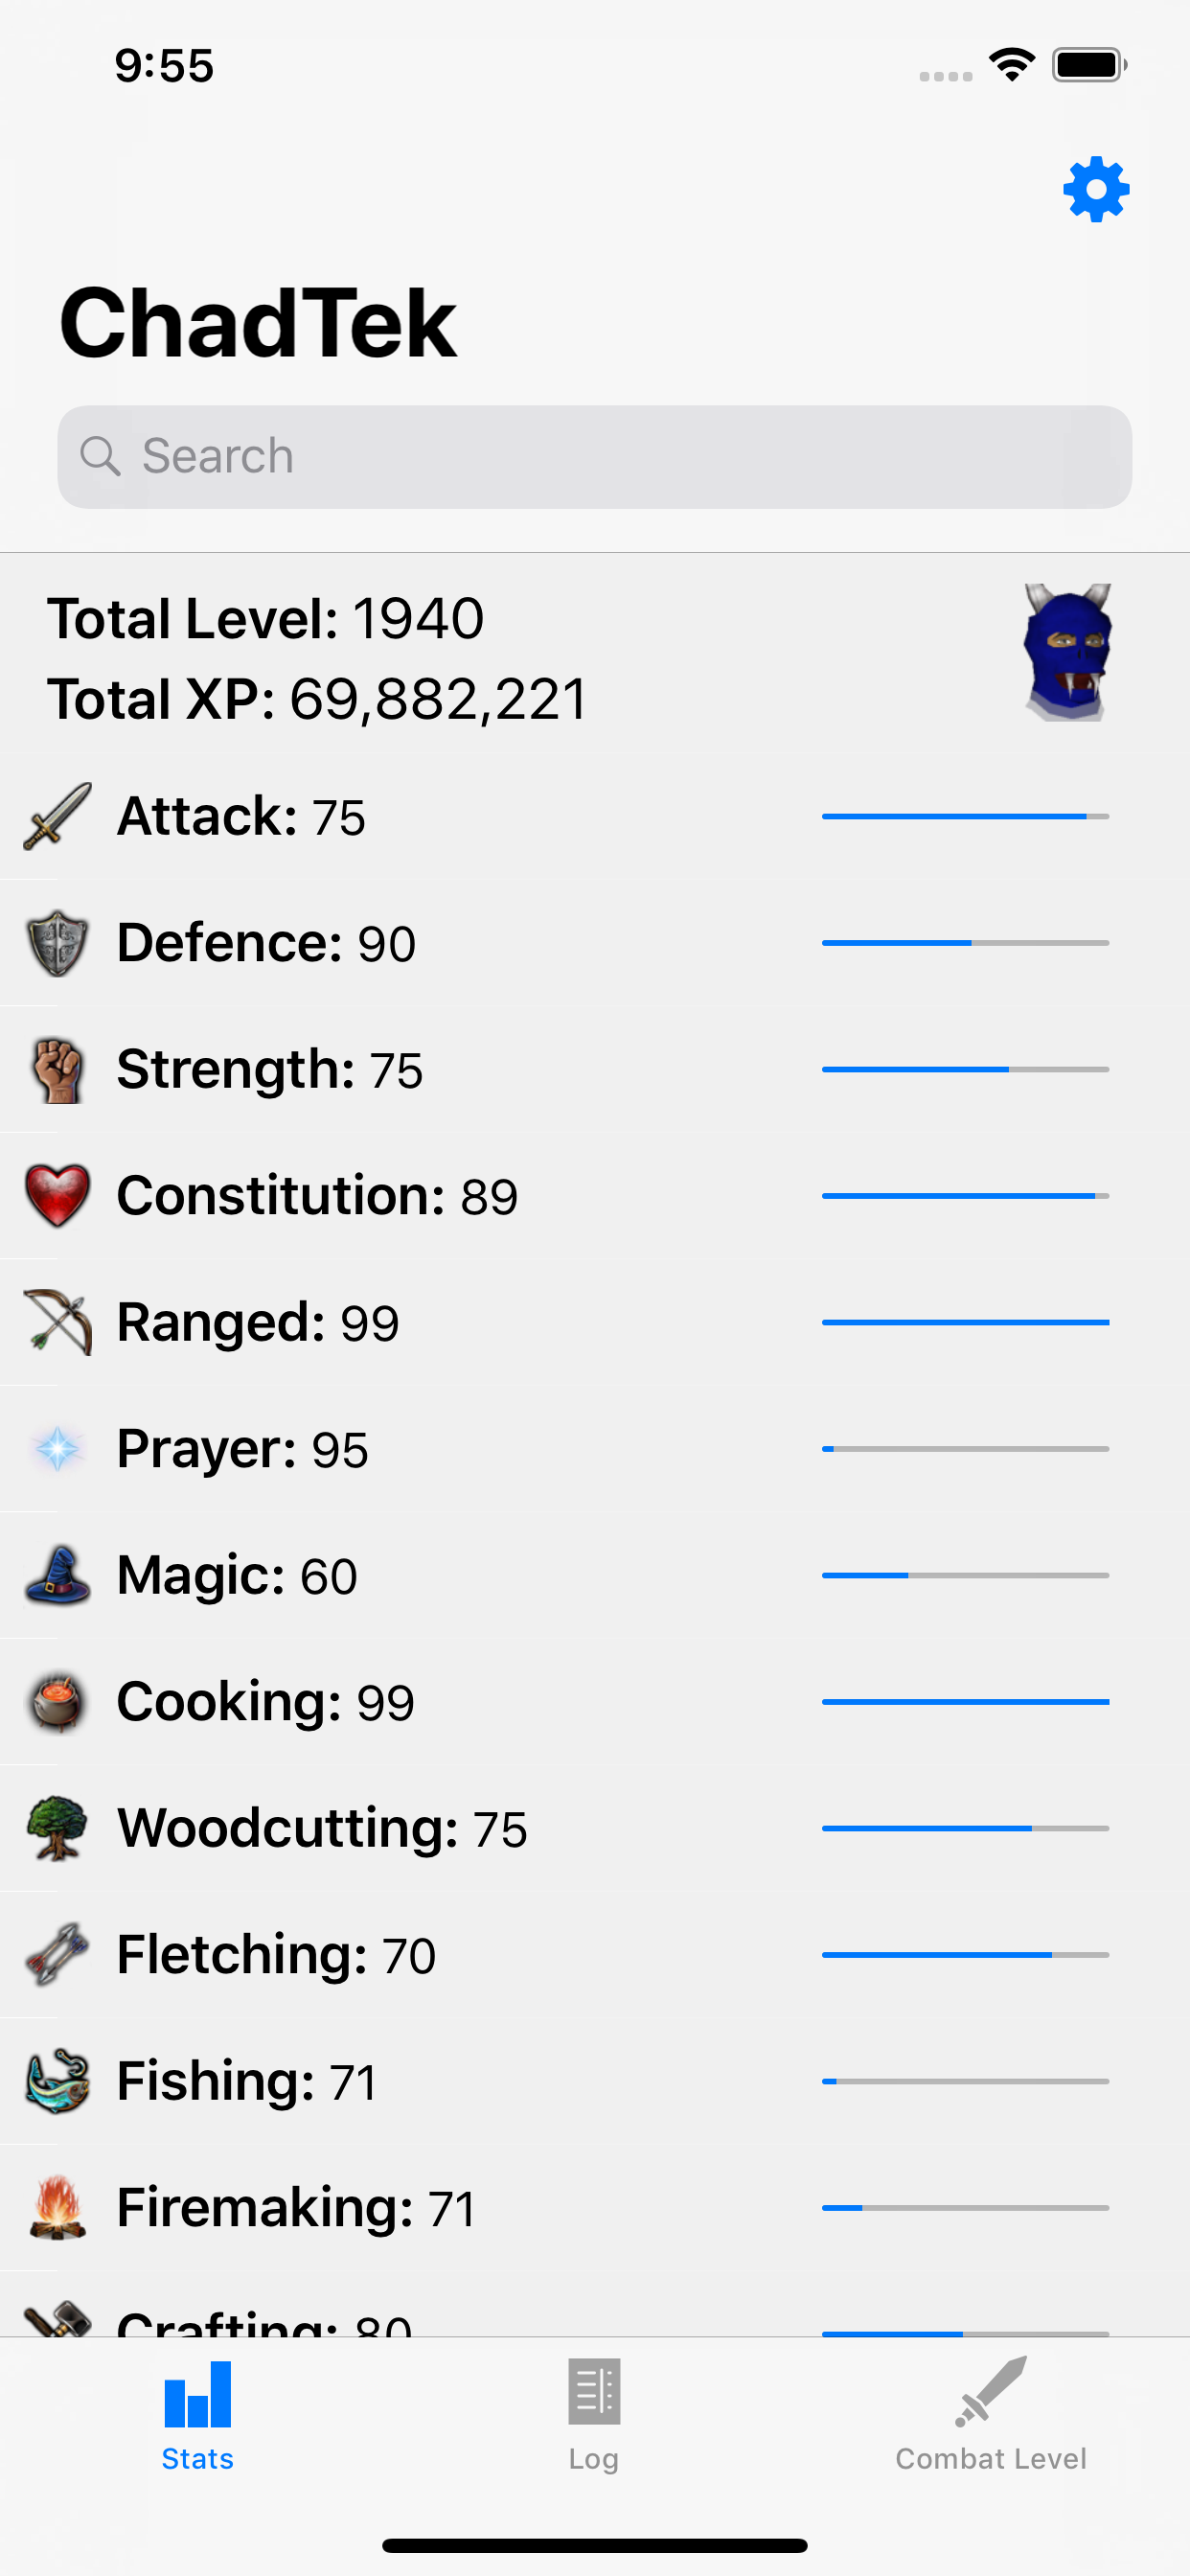 9:55
ChadTek
Search
Total Level: 1940
Total XP: 69,882,221
Attack: 75
Defence: 90
Strength: 75
Constitution: 89
Ranged: 99
Prayer: 95
Magic: 60
Cooking: 99
Woodcutting: 75
Fletching: 70
Fishing: 71
Firemaking: 71
Crafting: 80
Stats
Log
Combat Level